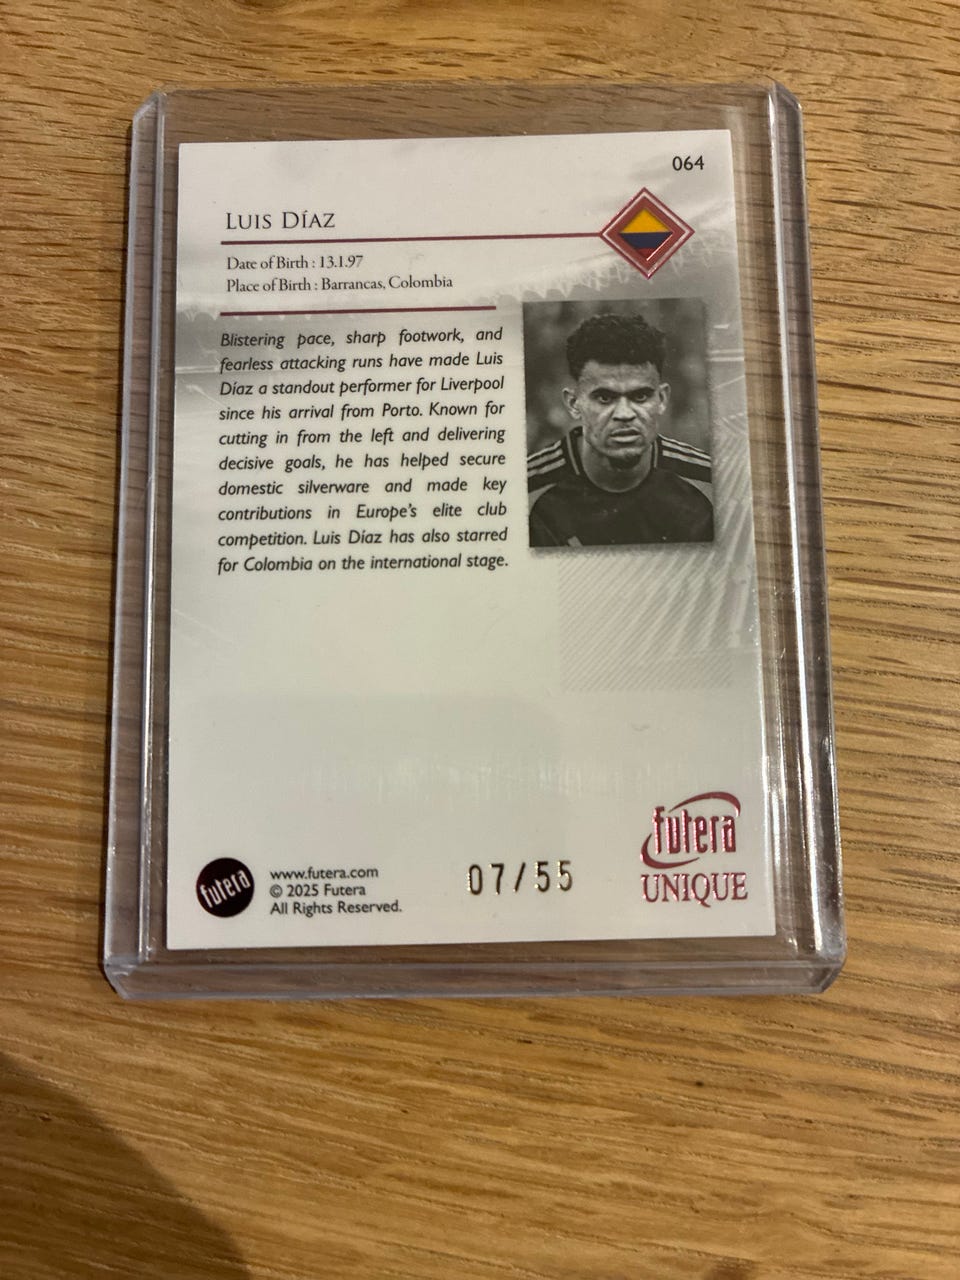 064
LUIS DÍAZ
Date of Birth : 13.1.97
Place of Birth : Barrancas, Colombia
Blistering pace, sharp footwork, and
fearless attacking runs have made Luis
Díaz a standout performer for Liverpool
since his arrival from Porto. Known for
cutting in from the left and delivering
decisive goals, he has helped secure
domestic silverware and made key
contributions in Europe's elite club
competition. Luis Díaz has also starred
for Colombia on the international stage.
futera
www.futera.com
© 2025 Futera
All Rights Reserved.
07/55
futera
UNIQUE